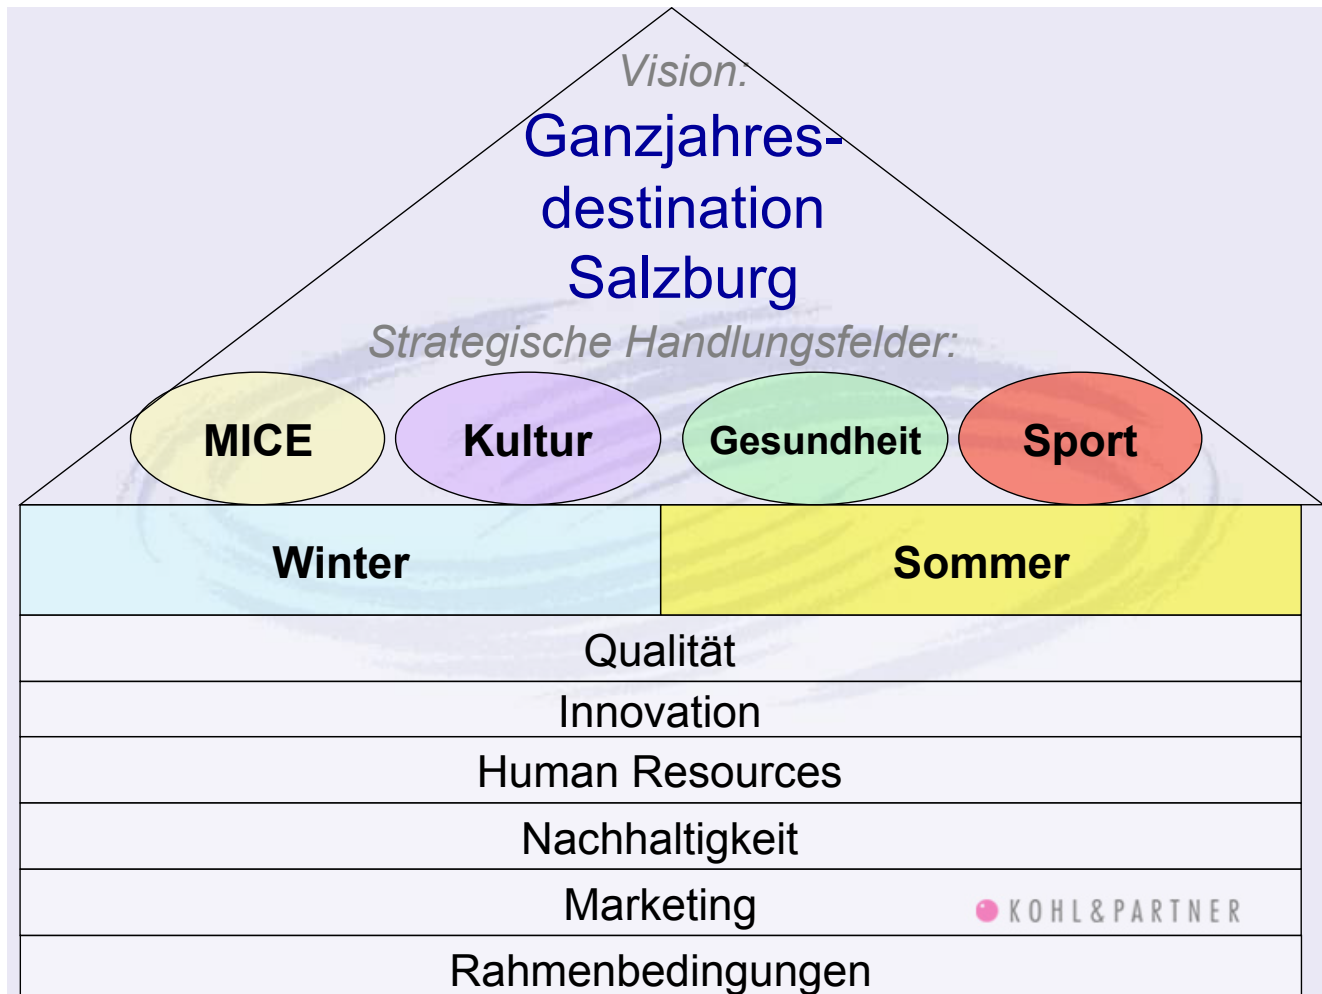 Vision:
Ganzjahres-
destination
Salzburg
Strategische Handlungsfelder:
MICE Kultur Gesundheit Sport
Winter Sommer
Qualität
Innovation
Human Resources
Nachhaltigkeit
Marketing
KOHL&PARTNER
Rahmenbedingungen